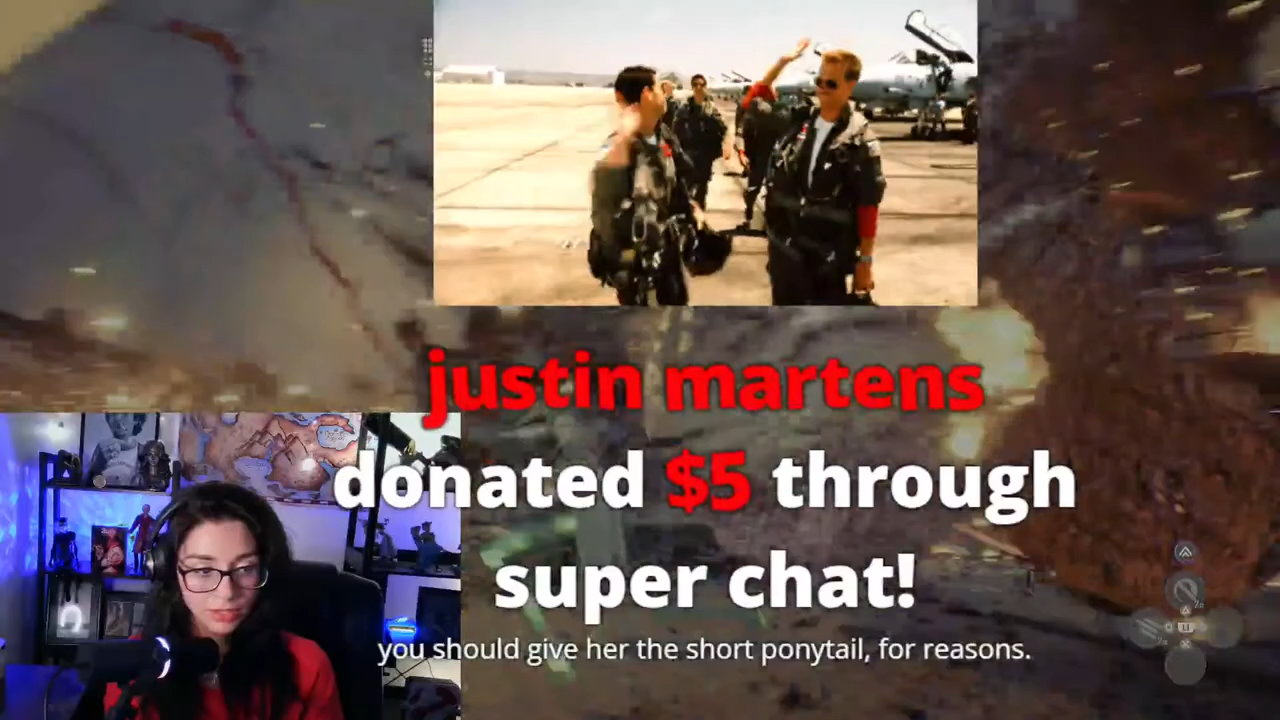 justin martens
donated $5 through
super chat!
you should give her the short ponytail, for reasons.